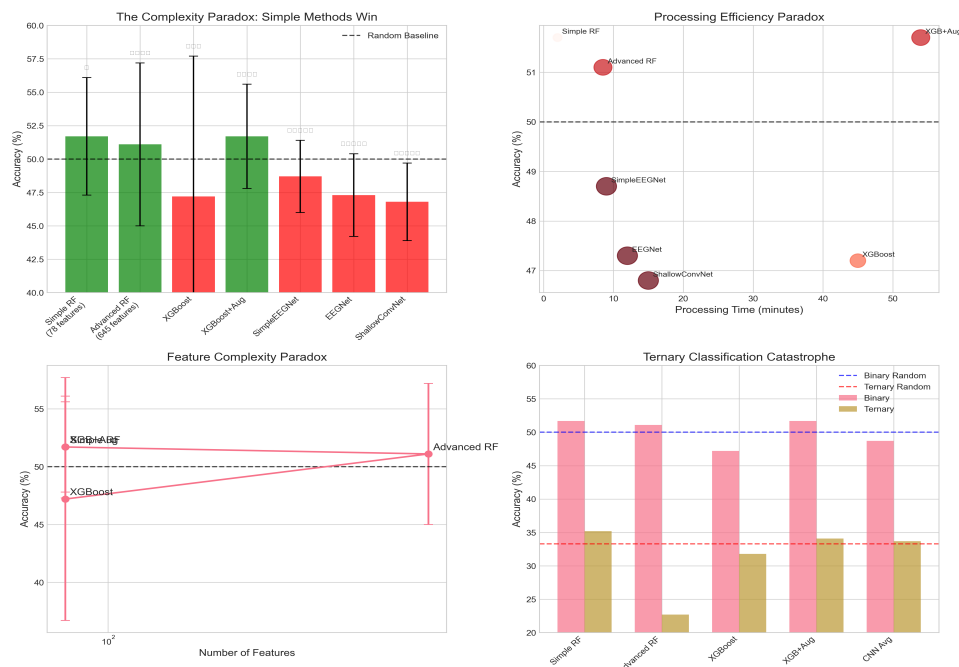 The Complexity Paradox: Simple Methods Win
60.0
57.5
55.0
52.5
50.0
47.5
45.0
42.5
40.0
Accuracy (%)
Random Baseline
Simple RF
(78 features)
Advanced RF
(645 features)
XGBoost
XGBoost+Aug
SimpleEEGNet
EEGNet
ShallowConvNet
Processing Efficiency Paradox
Simple RF
XGB+Aug
Advanced RF
SimpleEEGNet
EEGNet
XGBoost
ShallowConvNet
51
50
49
48
47
Accuracy (%)
0 10 20 30 40 50
Processing Time (minutes)
Feature Complexity Paradox
55
50
45
40
Accuracy (%)
Advanced RF
XGBoost
10²
Number of Features
Ternary Classification Catastrophe
60
55
50
45
40
35
30
25
20
Accuracy (%)
Binary Random
Ternary Random
Binary
Ternary
Simple RF
Advanced RF
XGBoost
XGB+Aug
CNN Avg